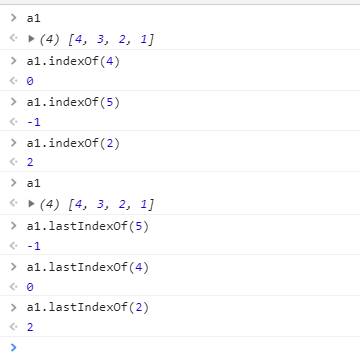 a1
(4) [4, 3, 2, 1]
a1.indexOf(4)
0
a1.indexOf(5)
-1
a1.indexOf(2)
2
a1
(4) [4, 3, 2, 1]
a1.lastIndexOf(5)
-1
a1.lastIndexOf(4)
0
a1.lastIndexOf(2)
2